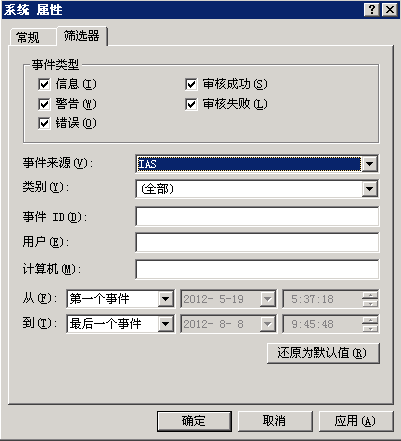 系统 属性
常规 筛选器
事件类型
信息(I) 审核成功(S)
警告(W) 审核失败(L)
错误(O)
事件来源(V): IAS
类别(Y): (全部)
事件 ID(D):
用户(E):
计算机(M):
从(F): 第一个事件 2012- 5-19 5:37:18
到(T): 最后一个事件 2012- 8- 8 9:45:48
还原为默认值(R)
确定 取消 应用(A)